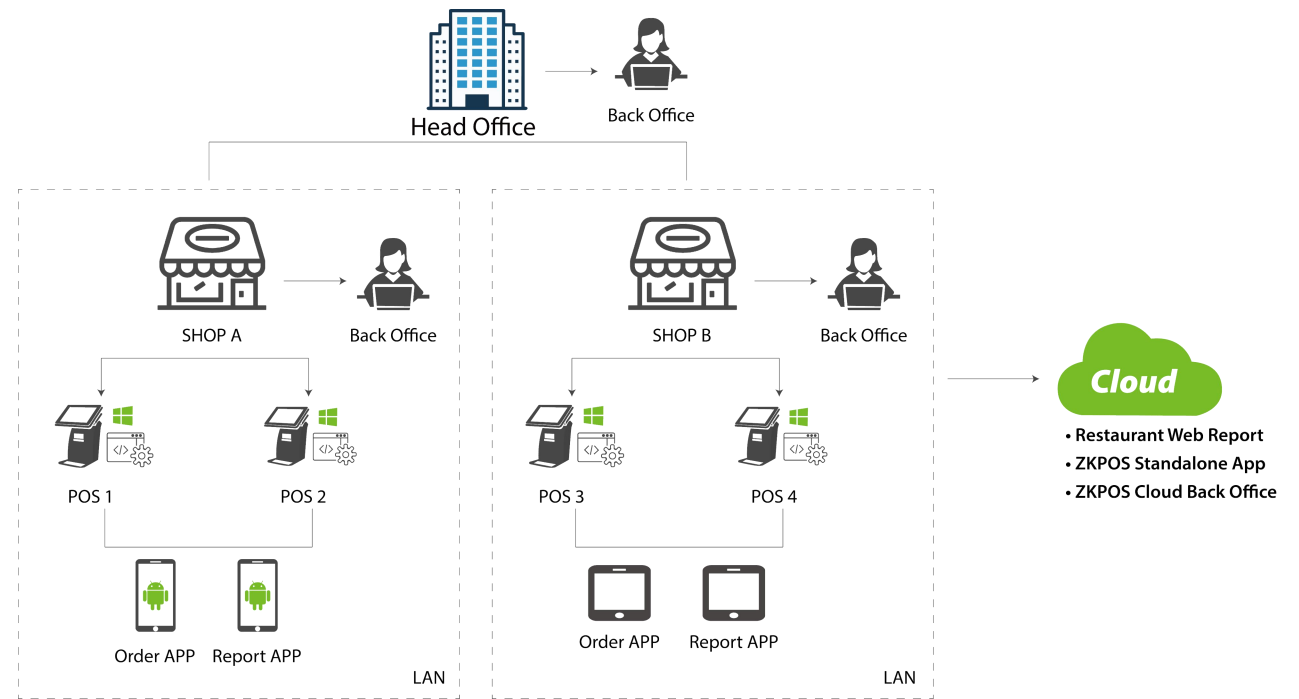 Head Office
Back Office
SHOP A
Back Office
SHOP B
Back Office
Cloud
• Restaurant Web Report
• ZKPOS Standalone App
• ZKPOS Cloud Back Office
</>
</>
</>
</>
POS 1
POS 2
POS 3
POS 4
Order APP
Report APP
Order APP
Report APP
LAN
LAN